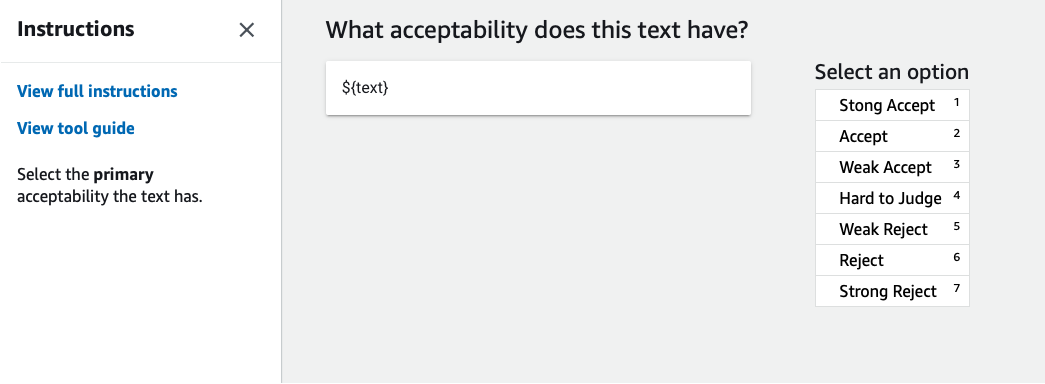 Instructions
View full instructions
View tool guide
Select the primary
acceptability the text has.
What acceptability does this text have?
${text}
Select an option
Stong Accept 1
Accept 2
Weak Accept 3
Hard to Judge 4
Weak Reject 5
Reject 6
Strong Reject 7